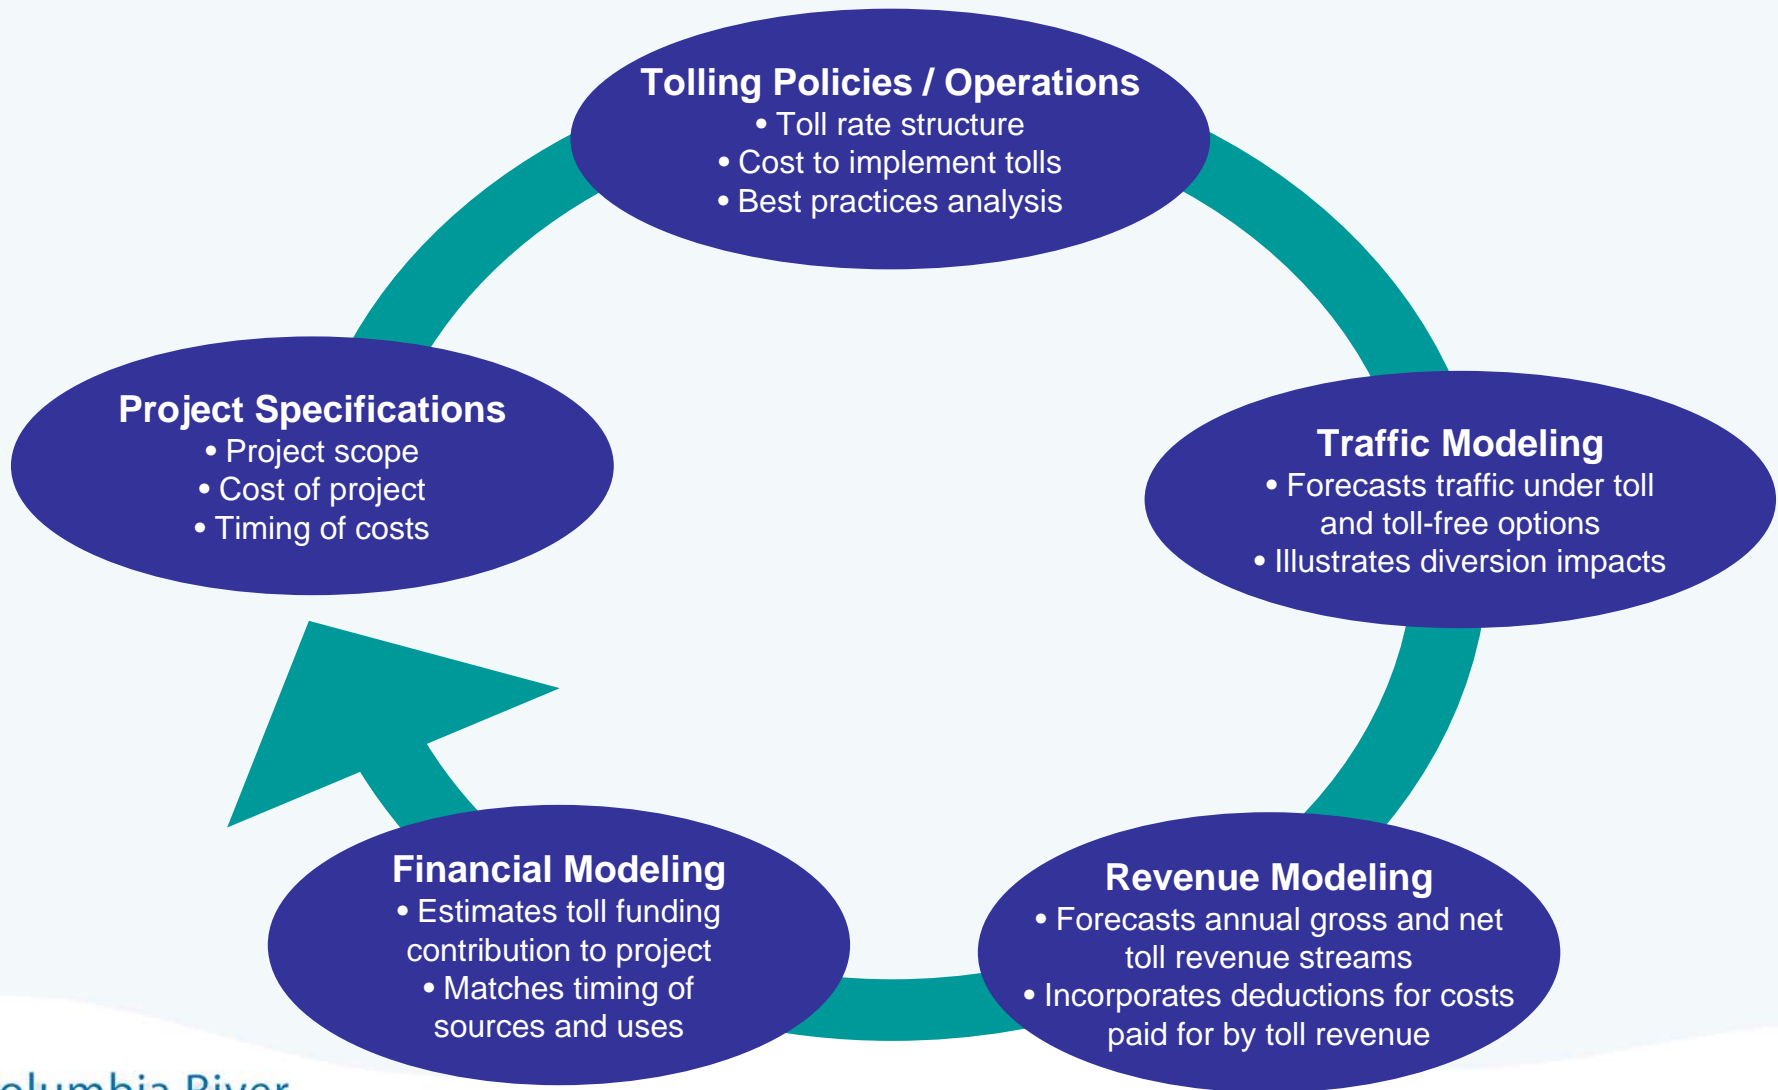 Tolling Policies / Operations
• Toll rate structure
• Cost to implement tolls
• Best practices analysis
Project Specifications
• Project scope
• Cost of project
• Timing of costs
Traffic Modeling
• Forecasts traffic under toll
and toll-free options
• Illustrates diversion impacts
Financial Modeling
• Estimates toll funding
contribution to project
• Matches timing of
sources and uses
Revenue Modeling
• Forecasts annual gross and net
toll revenue streams
• Incorporates deductions for costs
paid for by toll revenue
River